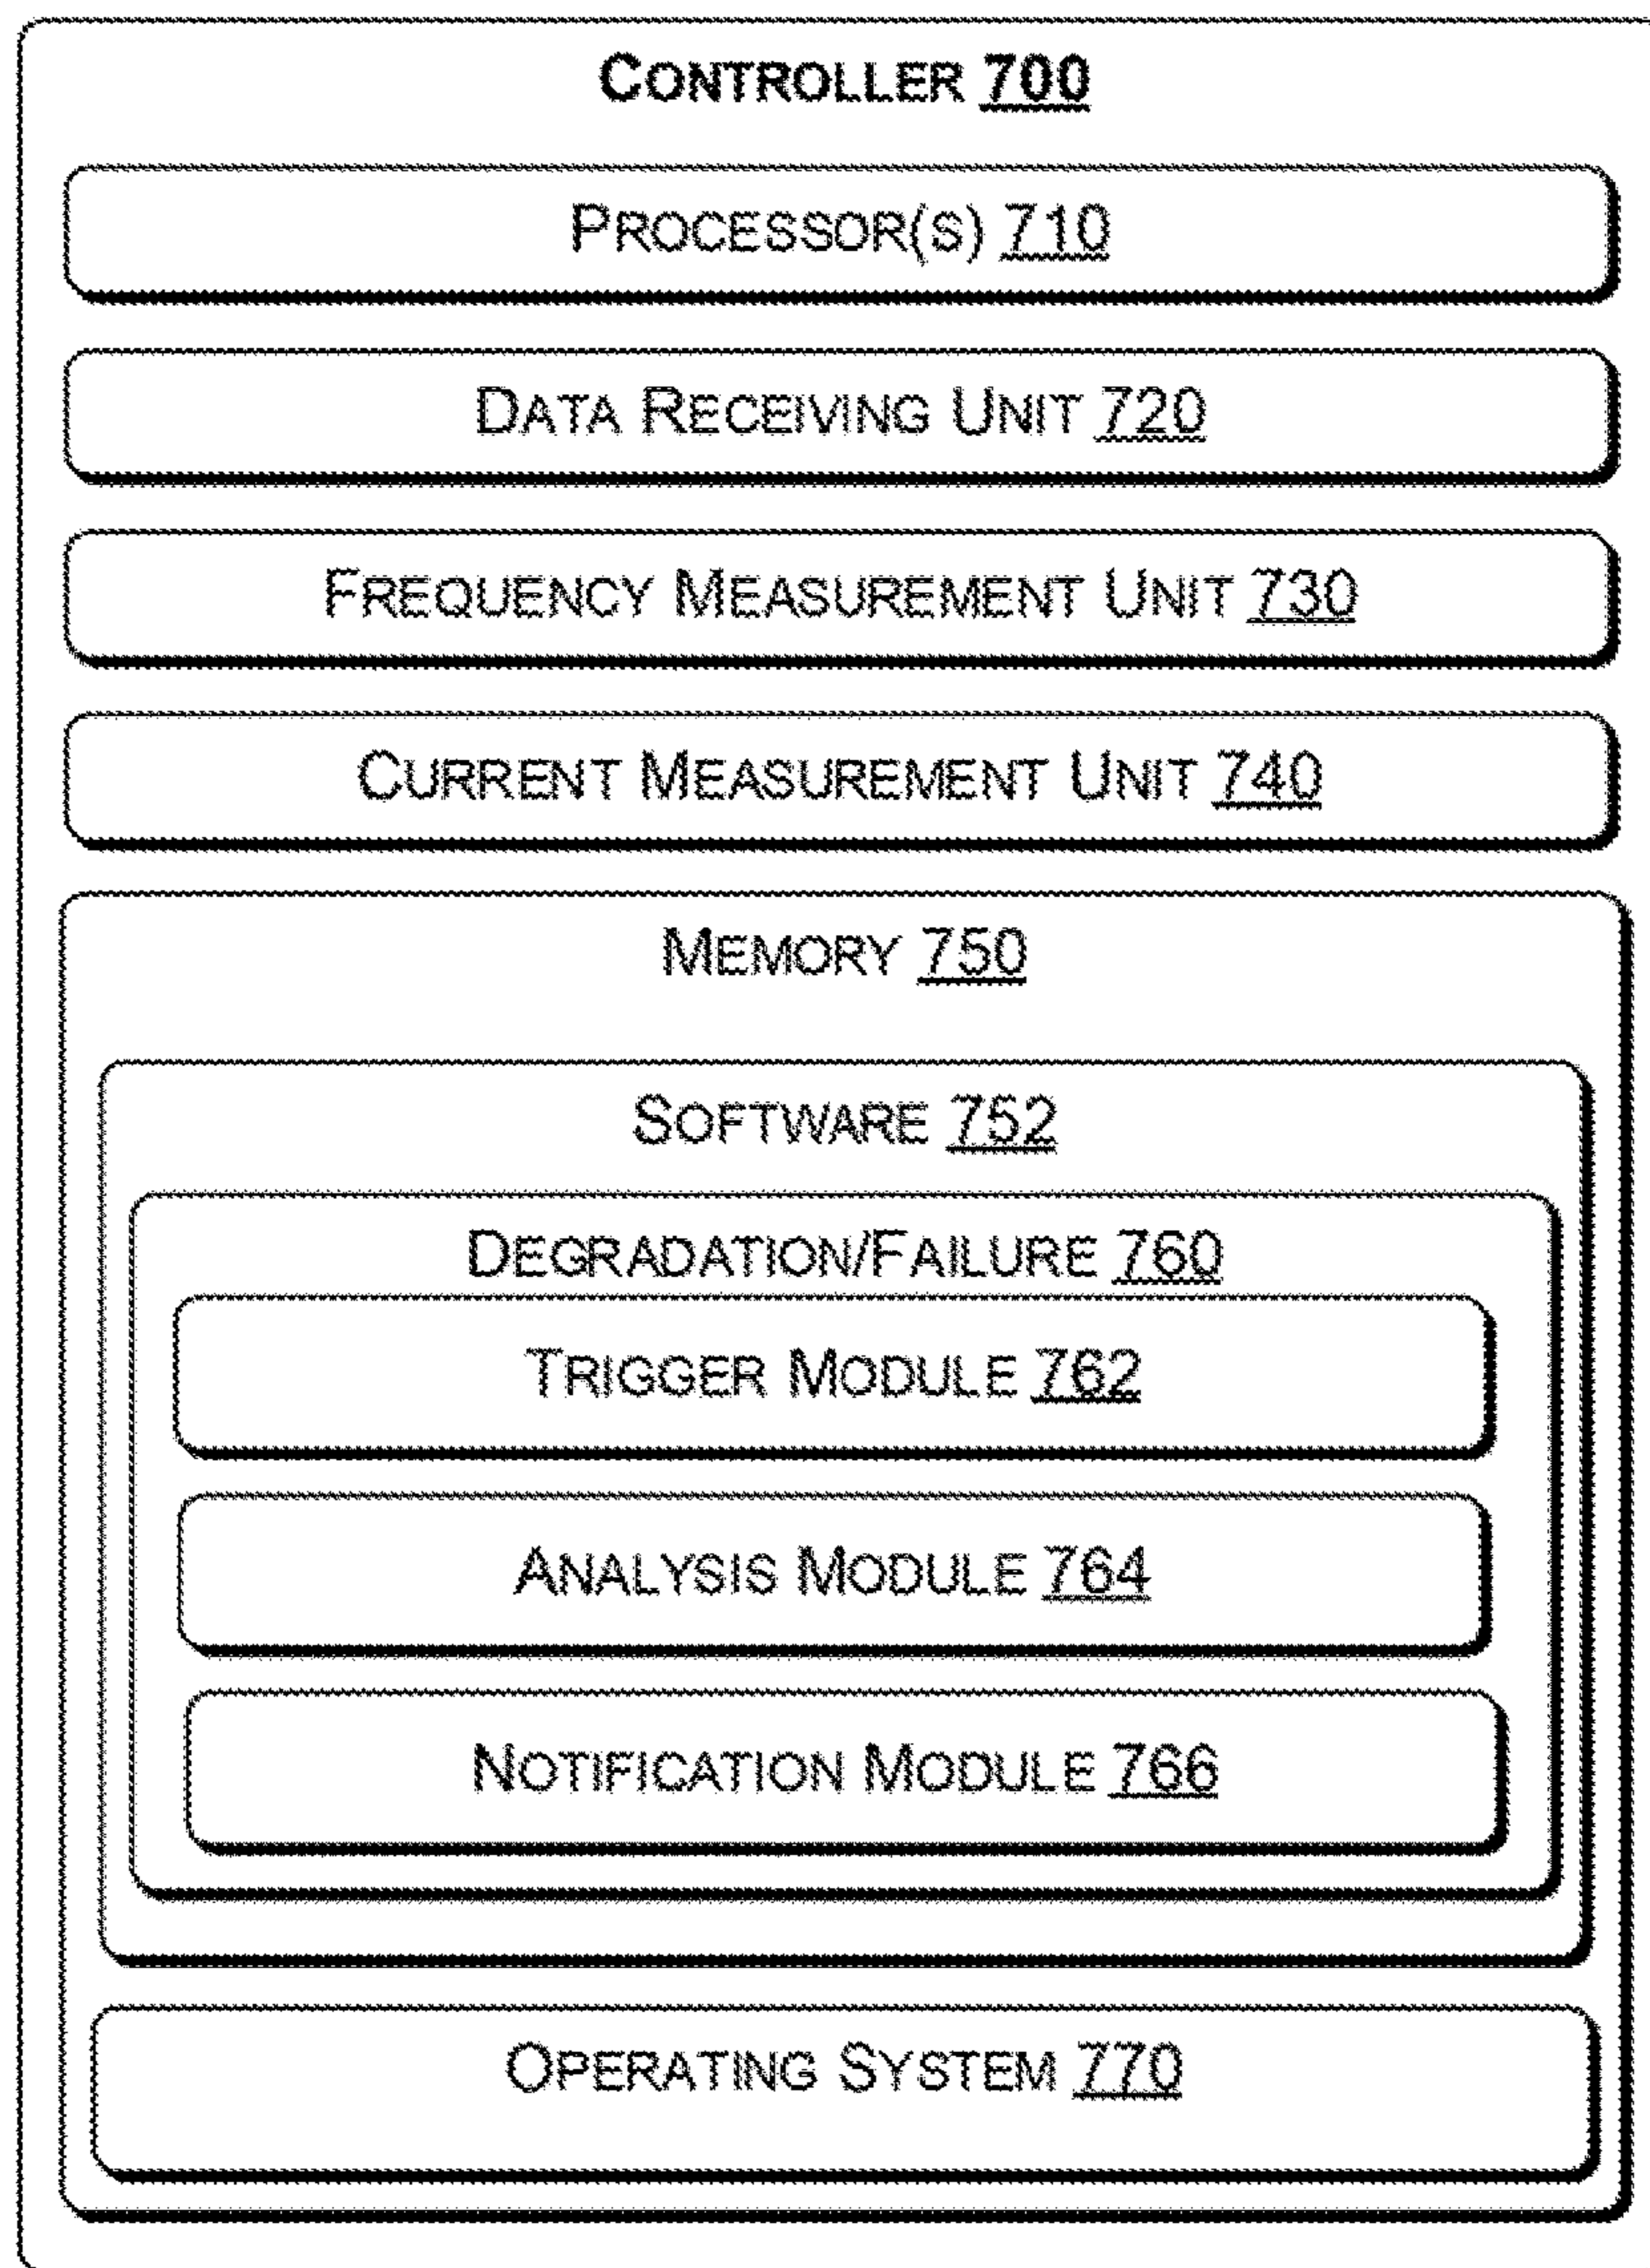 CONTROLLER 700
PROCESSOR(S) 710
DATA RECEIVING UNIT 720
FREQUENCY MEASUREMENT UNIT 730
CURRENT MEASUREMENT UNIT 740
MEMORY 750
SOFTWARE 752
DEGRADATION/FAILURE 760
TRIGGER MODULE 762
ANALYSIS MODULE 764
NOTIFICATION MODULE 766
OPERATING SYSTEM 770